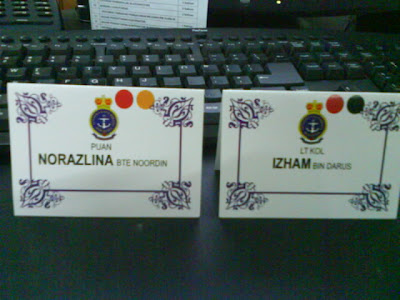 PUAN
NORAZLINA BTE NOORDIN
LT KOL
IZHAM BIN DARUS